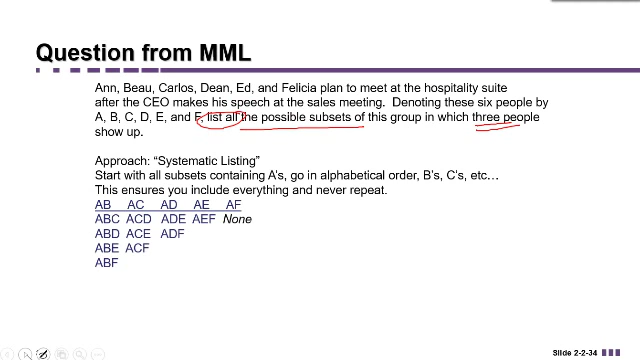 Question from MML
Ann, Beau, Carlos, Dean, Ed, and Felicia plan to meet at the hospitality suite
after the CEO makes his speech at the sales meeting. Denoting these six people by
A, B, C, D, E, and F, list all the possible subsets of this group in which three people
show up.
Approach: "Systematic Listing"
Start with all subsets containing A's, go in alphabetical order, B's, C's, etc…
This ensures you include everything and never repeat.
AB AC AD AE AF
ABC ACD ADE AEF None
ABD ACE ADF
ABE ACF
ABF
Slide 2-2-34